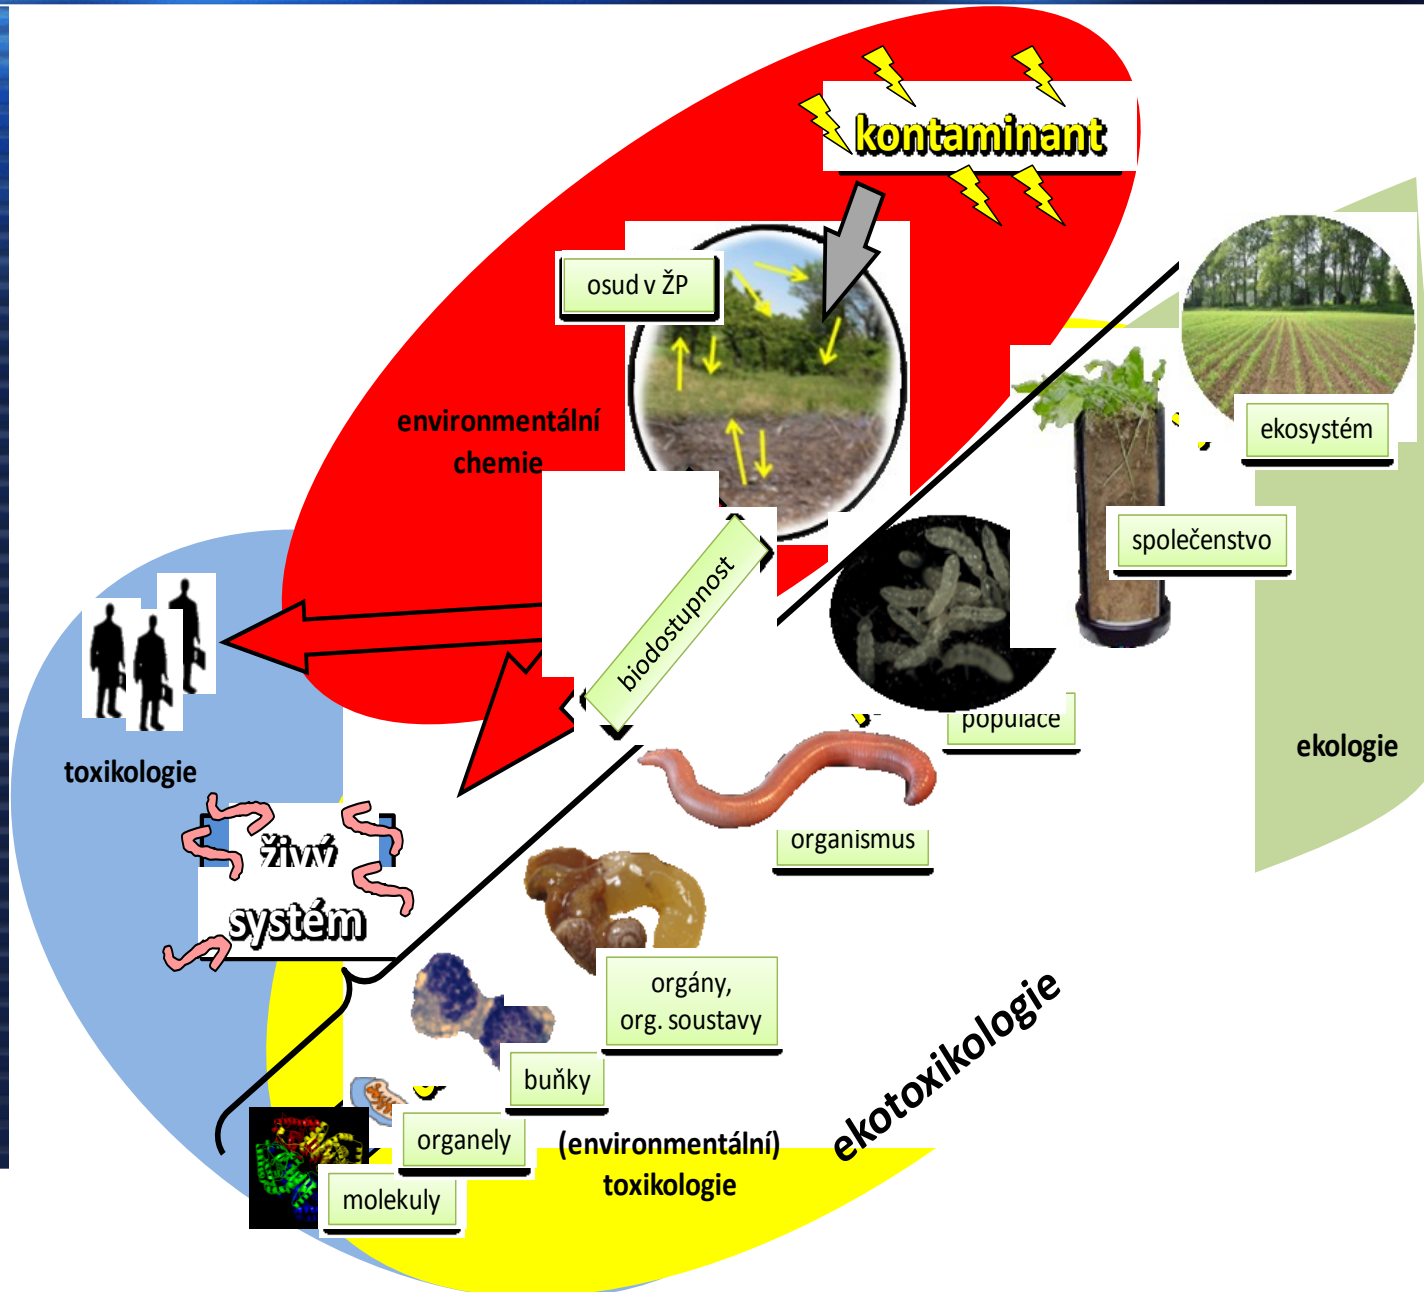 kontaminant
osud v ŽP
environmentální
chemie
ekosystém
společenstvo
biodostupnost
populace
ekologie
toxikologie
organismus
živý
systém
orgány,
org. soustavy
buňky
ekotoxikologie
organely
(environmentální)
toxikologie
molekuly